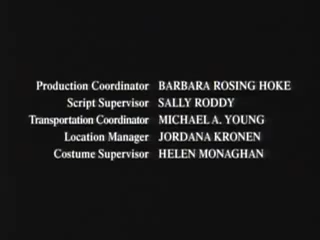 Production Coordinator BARBARA ROSING HOKE
Script Supervisor SALLY RODDY
Transportation Coordinator MICHAEL A. YOUNG
Location Manager JORDANA KRONEN
Costume Supervisor HELEN MONAGHAN